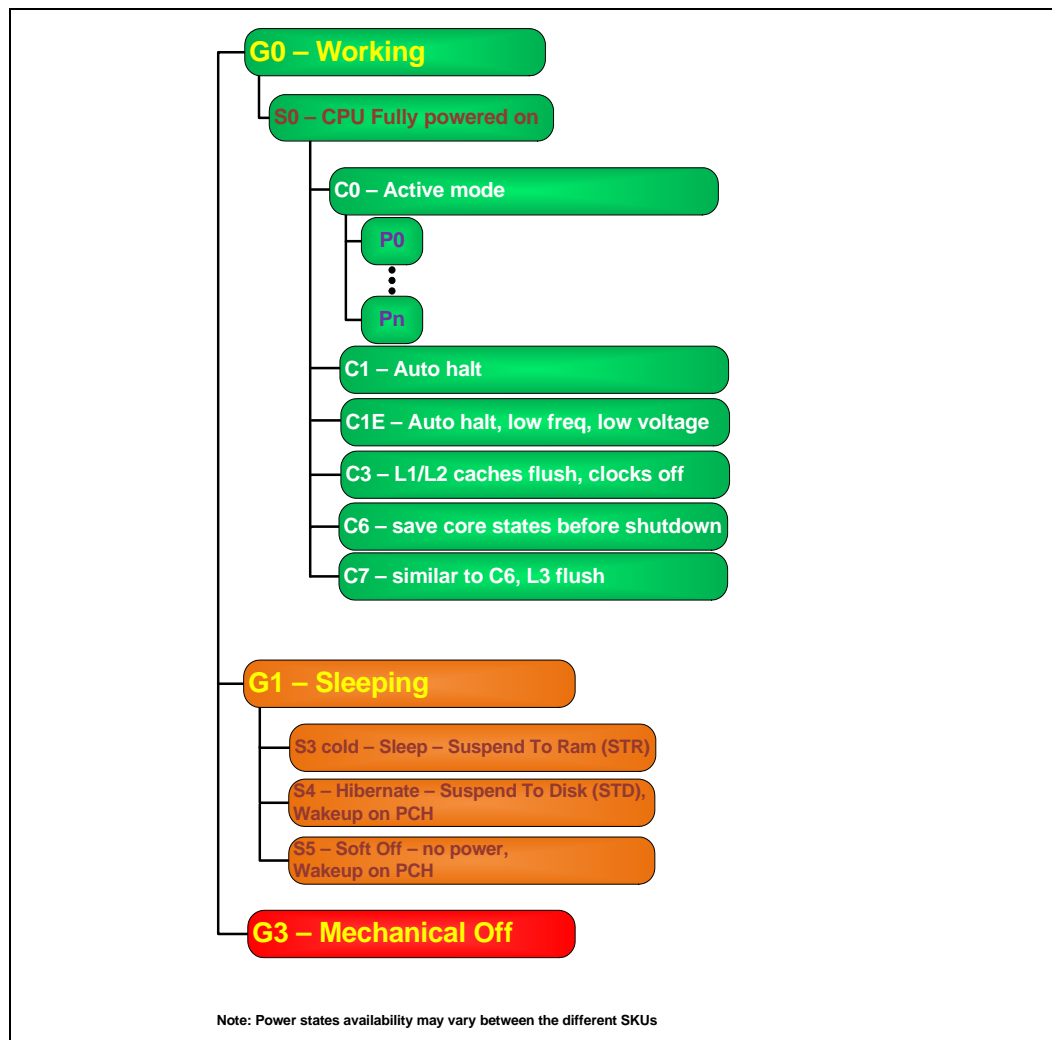 G0 – Working
S0 – CPU Fully powered on
C0 – Active mode
P0
Pn
C1 – Auto halt
C1E – Auto halt, low freq, low voltage
C3 – L1/L2 caches flush, clocks off
C6 – save core states before shutdown
C7 – similar to C6, L3 flush
G1 – Sleeping
S3 cold – Sleep – Suspend To Ram (STR)
S4 – Hibernate – Suspend To Disk (STD),
Wakeup on PCH
S5 – Soft Off – no power,
Wakeup on PCH
G3 – Mechanical Off
Note: Power states availability may vary between the different SKUs